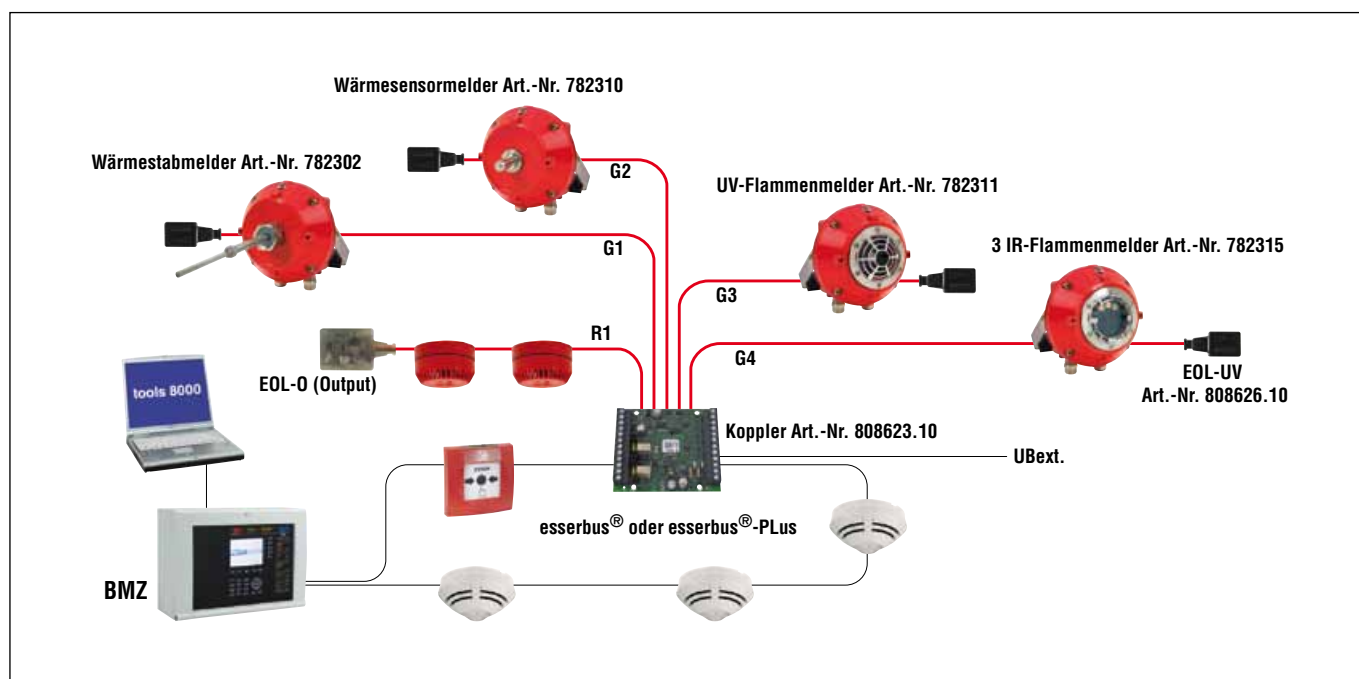 Wärmesensormelder Art.-Nr. 782310
Wärmestabmelder Art.-Nr. 782302
G2
UV-Flammenmelder Art.-Nr. 782311
G1
3 IR-Flammenmelder Art.-Nr. 782315
G3
R1
G4
EOL-O (Output)
EOL-UV
Art.-Nr. 808626.10
tools 8000
Koppler Art.-Nr. 808623.10
UBext.
esserbus® oder esserbus®-PLus
BMZ